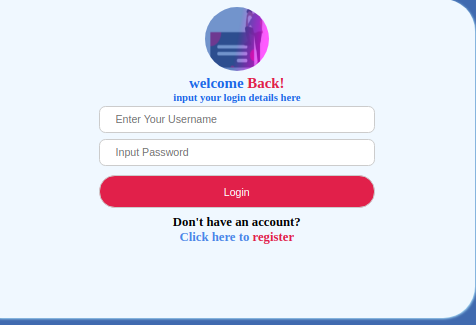 welcome Back!
input your login details here
Enter Your Username
Input Password
Login
Don't have an account?
Click here to register